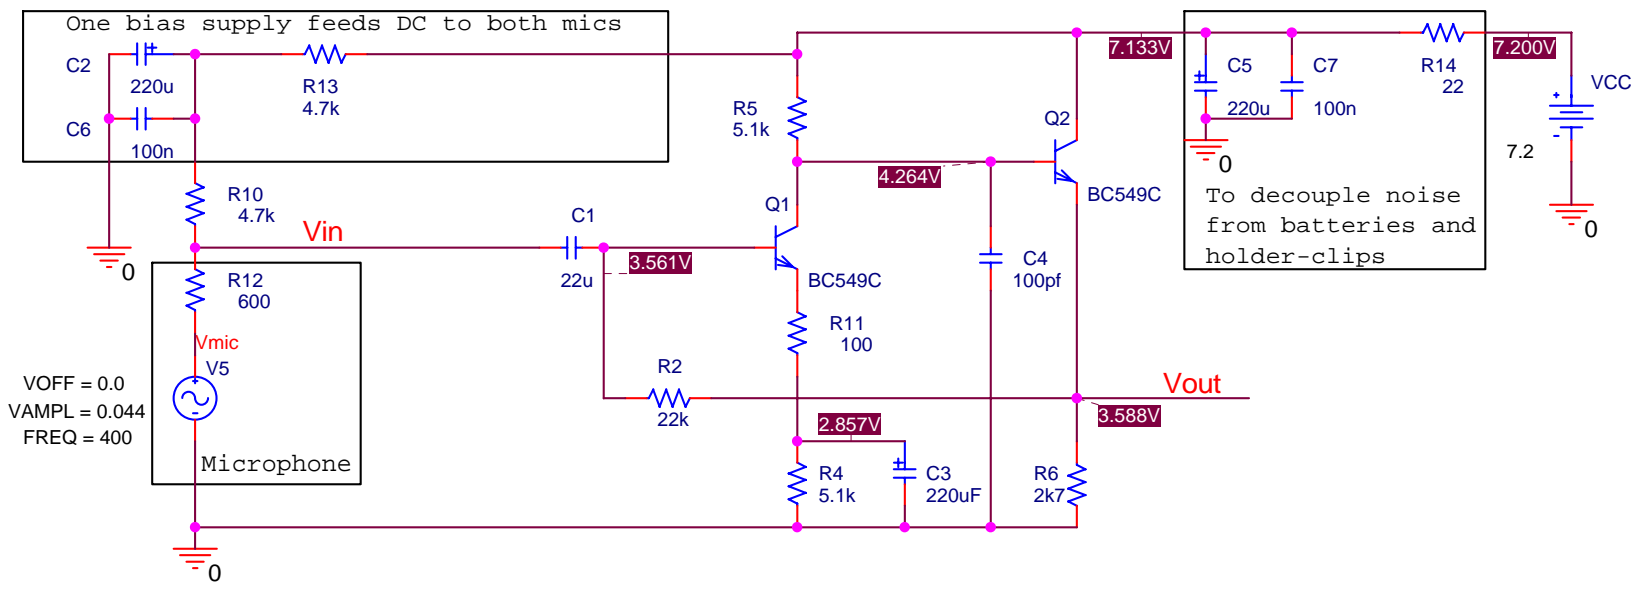 One bias supply feeds DC to both mics
C2
220u
C6
100n
R13
4.7k
R5
5.1k
Q2
BC549C
7.133V
C5
220u
C7
100n
R14
22
7.200V
VCC
7.2
0
0
To decouple noise
from batteries and
holder-clips
4.264V
R10
4.7k
Vin
0
C1
22u
3.561V
Q1
BC549C
C4
100pf
R12
600
Vmic
V5
VOFF = 0.0
VAMPL = 0.044
FREQ = 400
Microphone
R11
100
R2
22k
Vout
3.588V
2.857V
R4
5.1k
C3
220uF
R6
2k7
0